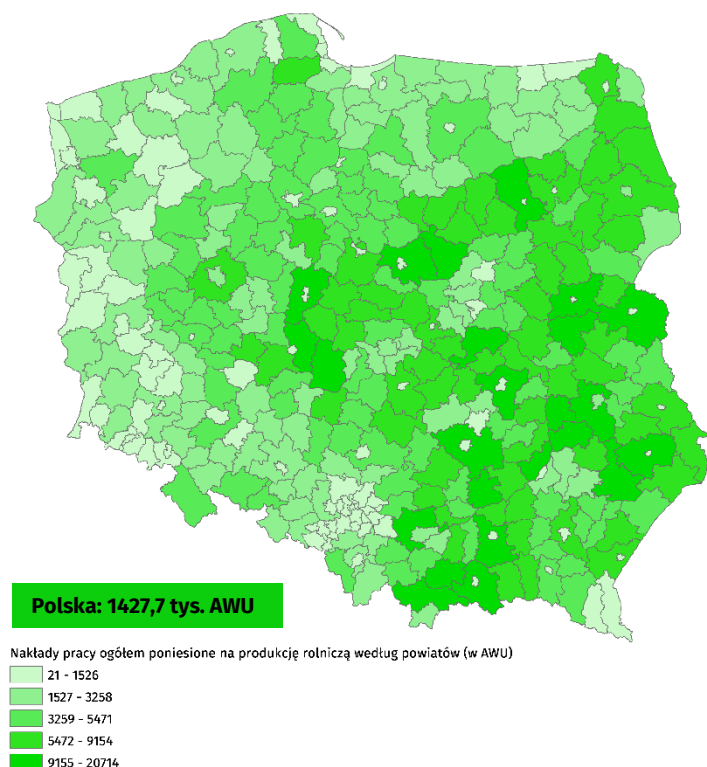 Polska: 1427,7 tys. AWU
Nakłady pracy ogółem poniesione na produkcję rolniczą według powiatów (w AWU)
21 - 1526
1527 - 3258
3259 - 5471
5472 - 9154
9155 - 20714